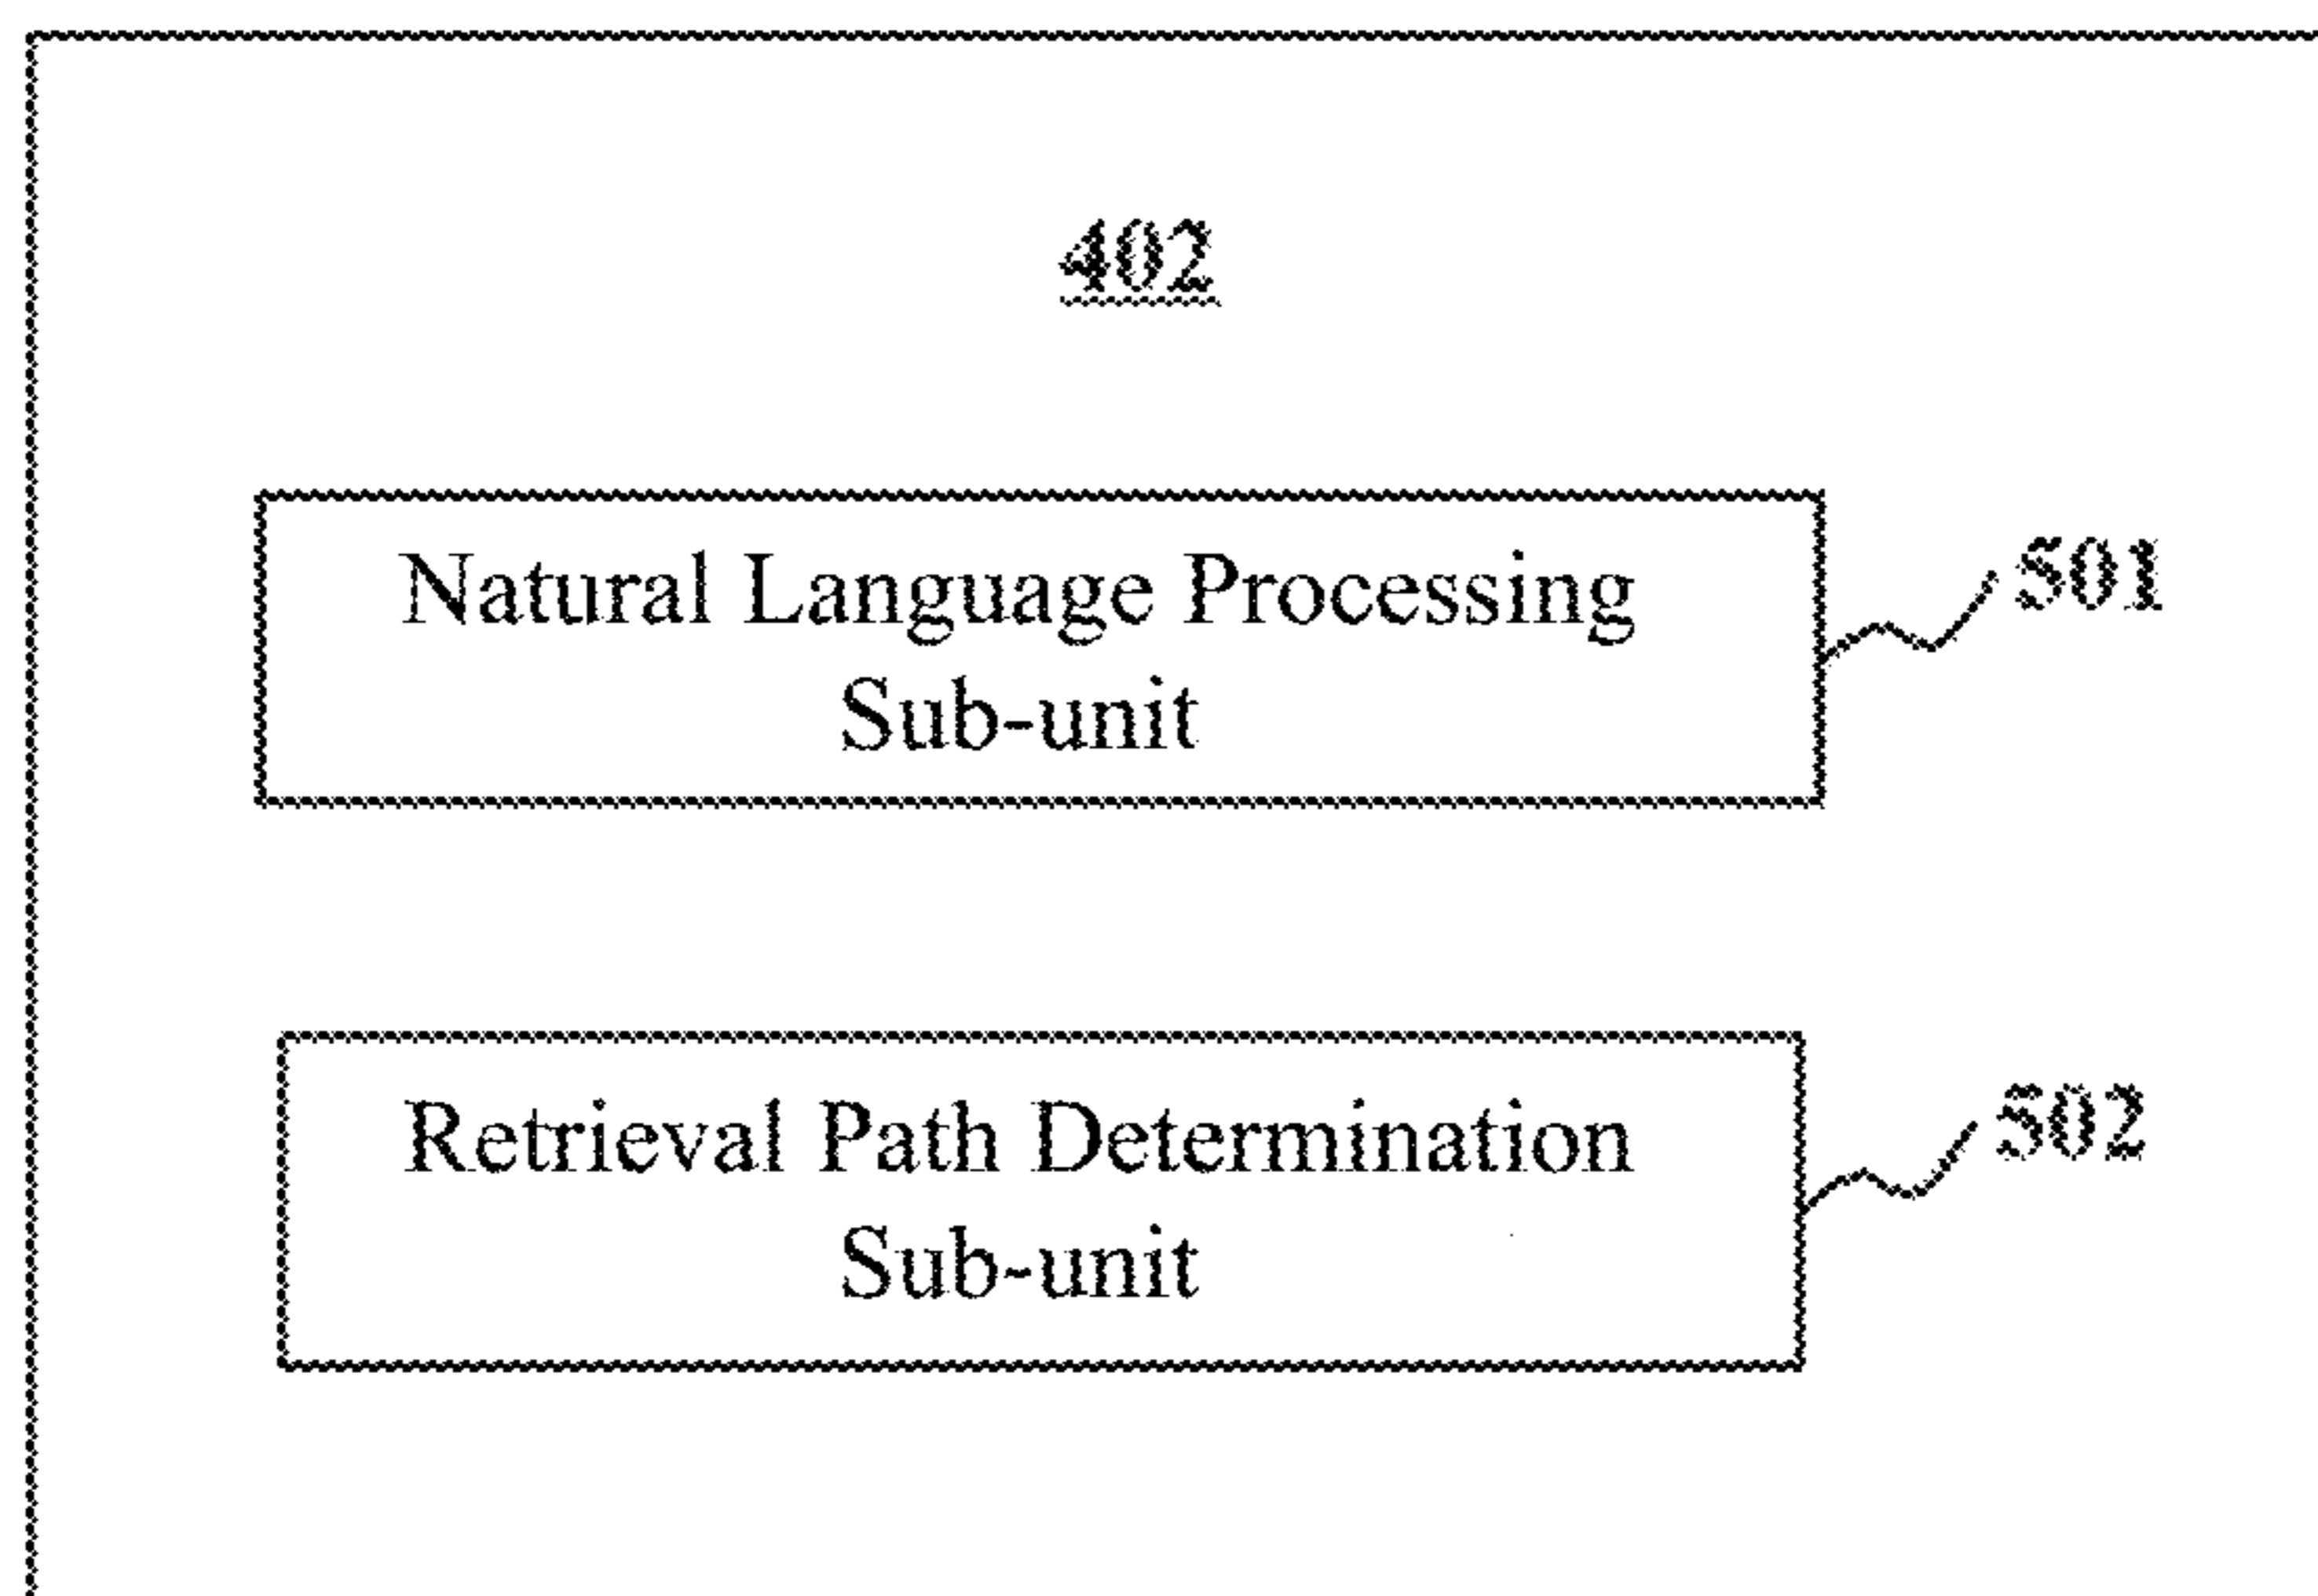 402
Natural Language Processing
Sub-unit
501
Retrieval Path Determination
Sub-unit
502